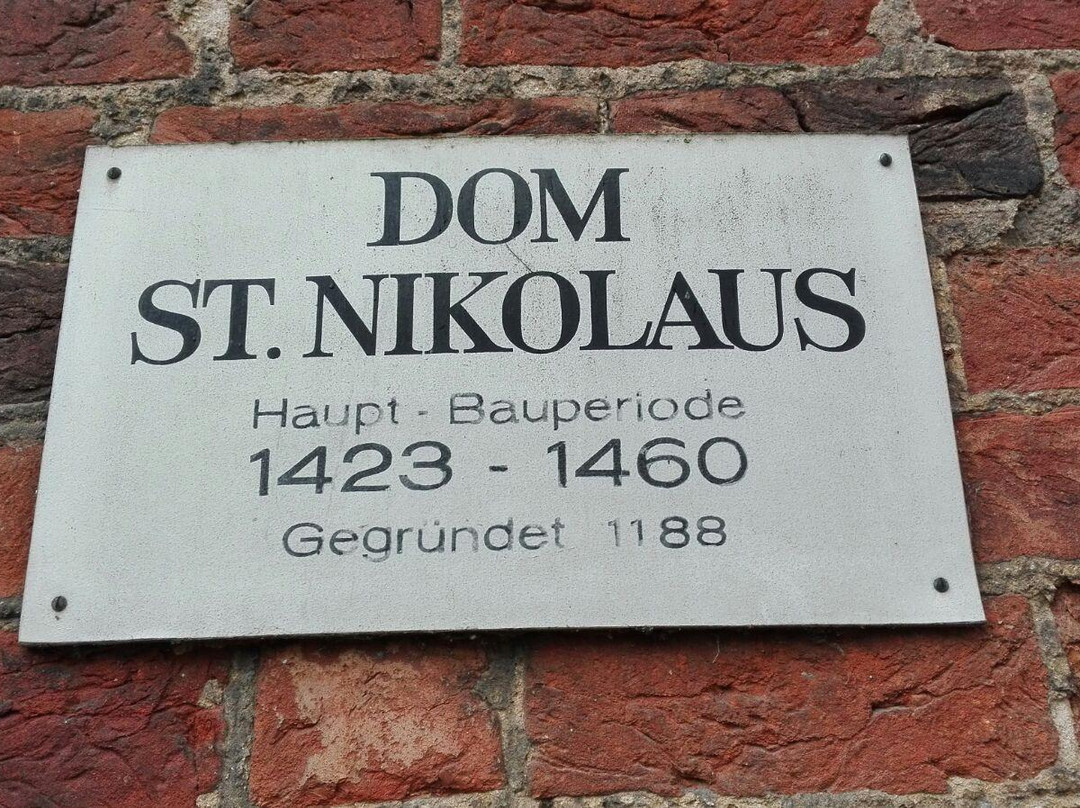 DOM
ST. NIKOLAUS
Haupt - Bauperiode
1423 - 1460
Gegründet 1188